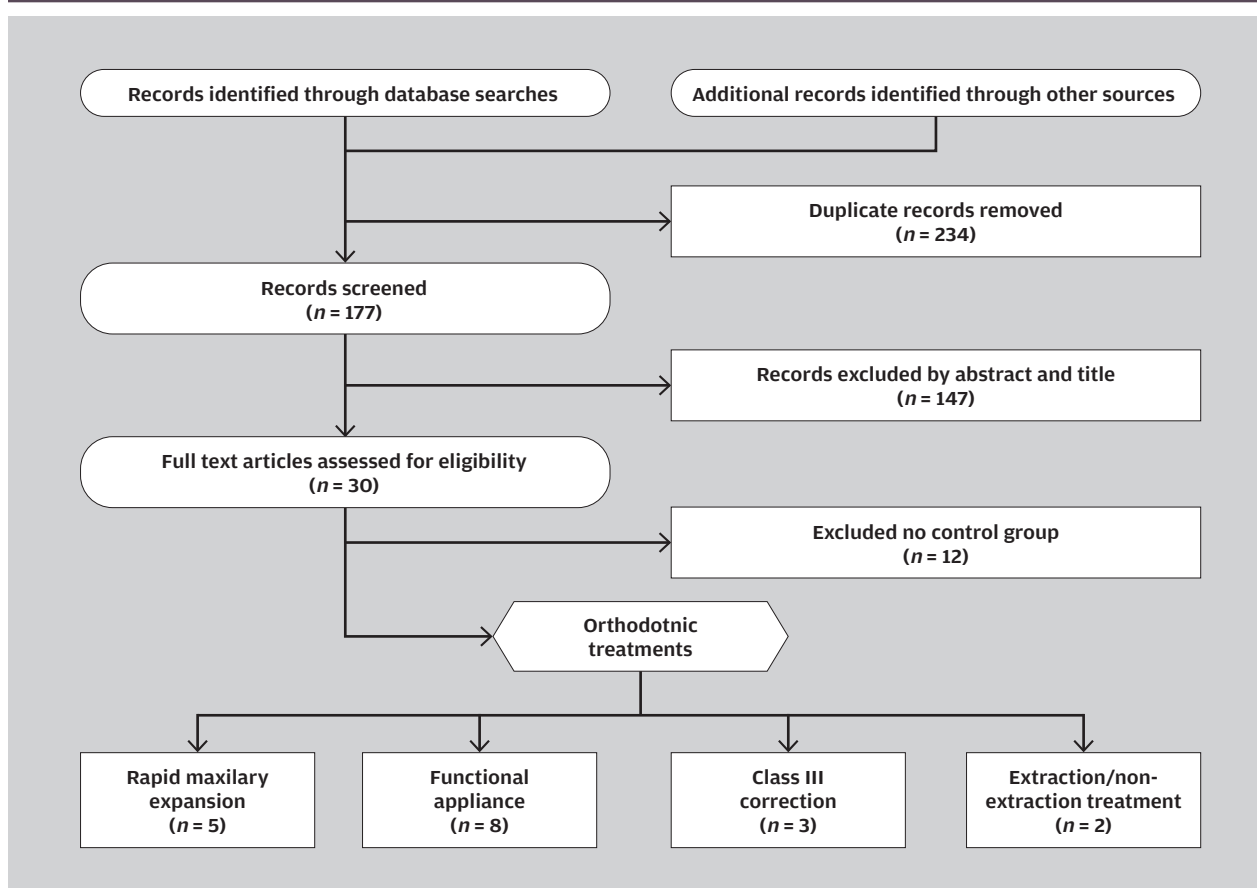 Records identified through database searches
Additional records identified through other sources
Duplicate records removed
(n = 234)
Records screened
(n = 177)
Records excluded by abstract and title
(n = 147)
Full text articles assessed for eligibility
(n = 30)
Excluded no control group
(n = 12)
Orthodotnic
treatments
Rapid maxilary
expansion
(n = 5)
Functional
appliance
(n = 8)
Class III
correction
(n = 3)
Extraction/non-
extraction treatment
(n = 2)